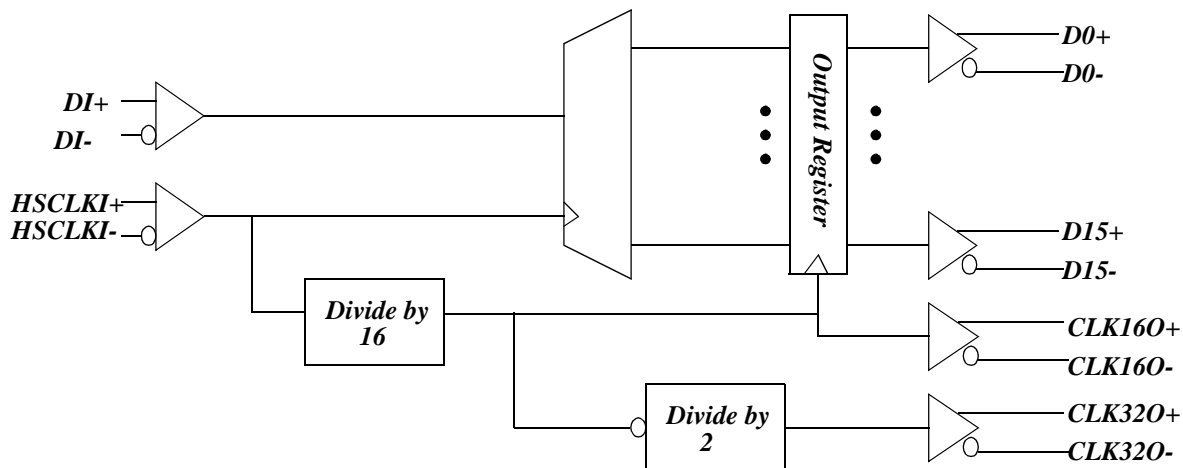 DI+
DI-
HSCLKI+
HSCLKI-
Output Register
D0+
D0-
D15+
D15-
Divide by
16
CLK16O+
CLK16O-
Divide by
2
CLK32O+
CLK32O-